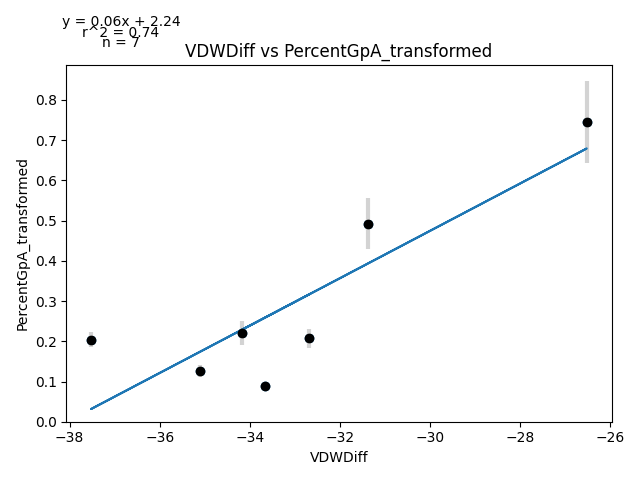 y = 0.06x + 2.24
r^2 = 0.74
n = 7
VDWDiff vs PercentGpA_transformed
PercentGpA_transformed
0.8
0.7
0.6
0.5
0.4
0.3
0.2
0.1
0.0
−38
−36
−34
−32
−30
−28
−26
VDWDiff